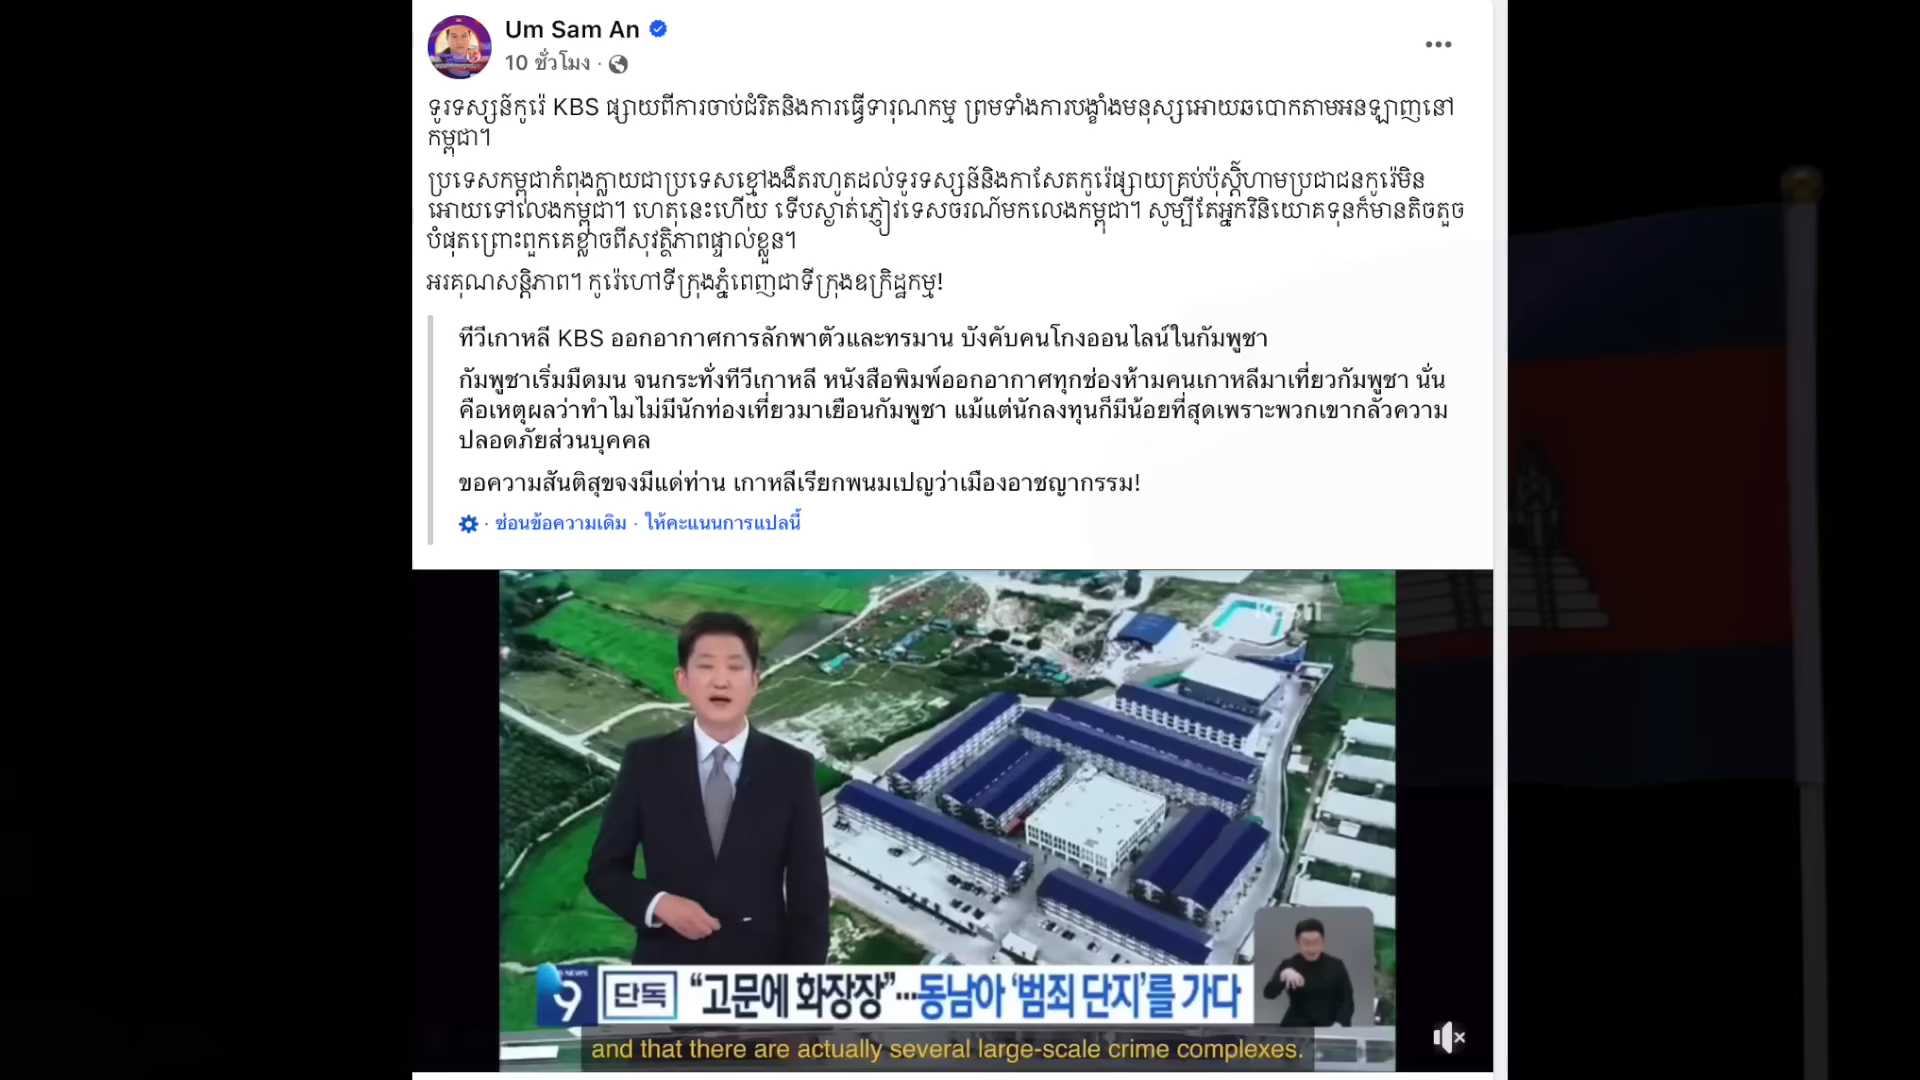 Um Sam An
10 ชั่วโมง
ទូរទស្សន៍កូរ៉េ KBS ផ្សាយពីការចាប់ជំរិតនិងការធ្វើទារុណកម្ម ព្រមទាំងការបង្ខាំងមនុស្សអោយឆបោកតាមអនឡាញនៅ
កម្ពុជា។
ប្រទេសកម្ពុជាកំពុងក្លាយជាប្រទេសខ្មៅងងឹតរហូតដល់ទូរទស្សន៍និងកាសែតកូរ៉េផ្សាយគ្រប់ប៉ុស្តិ៍ហាមប្រជាជនកូរ៉េមិន
អោយទៅលេងកម្ពុជា។ ហេតុនេះហើយ ទើបស្ងាត់ភ្ញៀវទេសចរណ៍មកលេងកម្ពុជា។ សូម្បីតែអ្នកវិនិយោគទុនក៏មានតិចតួច
បំផុតព្រោះពួកគេខ្លាចពីសុវត្ថិភាពផ្ទាល់ខ្លួន។
អរគុណសន្តិភាព។ កូរ៉េហៅទីក្រុងភ្នំពេញជាទីក្រុងឧក្រិដ្ឋកម្ម!
ทีวีเกาหลี KBS ออกอากาศการลักพาตัวและทรมาน บังคับคนโกงออนไลน์ในกัมพูชา
กัมพูชาเริ่มมืดมน จนกระทั่งทีวีเกาหลี หนังสือพิมพ์ออกอากาศทุกช่องห้ามคนเกาหลีมาเที่ยวกัมพูชา นั่น
คือเหตุผลว่าทำไมไม่มีนักท่องเที่ยวมาเยือนกัมพูชา แม้แต่นักลงทุนก็มีน้อยที่สุดเพราะพวกเขากลัวความ
ปลอดภัยส่วนบุคคล
ขอความสันติสุขจงมีแด่ท่าน เกาหลีเรียกพนมเปญว่าเมืองอาชญากรรม!
· ซ่อนข้อความเดิม · ให้คะแนนการแปลนี้
NEWS
9
단독
“고문에 화장장”…동남아 ‘범죄 단지’를 가다
and that there are actually several large-scale crime complexes.